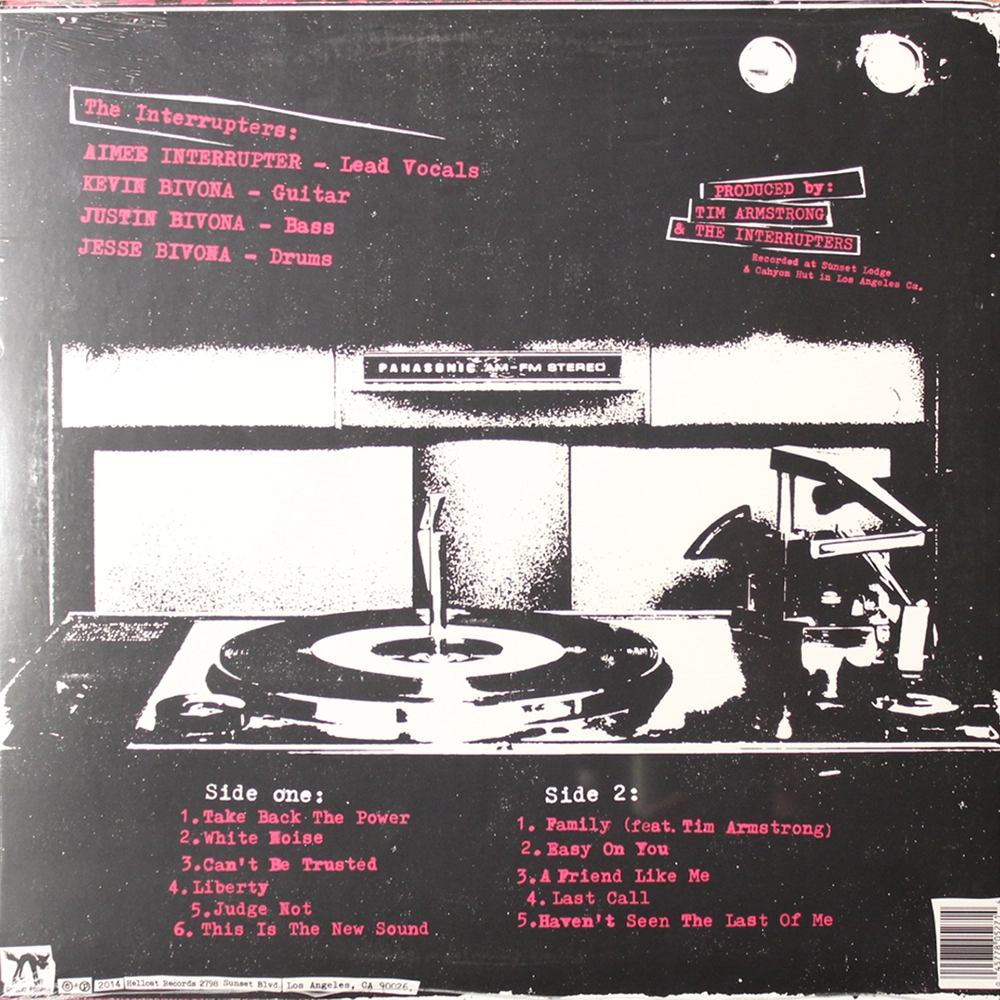 The Interrupters:
AIMEE INTERRUPTER - Lead Vocals
KEVIN BIVONA - Guitar
JUSTIN BIVONA - Bass
JESSE BIVONA - Drums
PRODUCED by:
TIM ARMSTRONG
& THE INTERRUPTERS
Recorded at Sunset Lodge
& Canyon Hut in Los Angeles Ca.
PANASONIC AM-FM STEREO
Side one:
1. Take Back The Power
2. White Noise
3. Can't Be Trusted
4. Liberty
5. Judge Not
6. This Is The New Sound
Side 2:
1. Family (feat. Tim Armstrong)
2. Easy On You
3. A Friend Like Me
4. Last Call
5. Haven't Seen The Last Of Me
©+℗ 2014 Hellcat Records 2798 Sunset Blvd. Los Angeles, CA 90026.